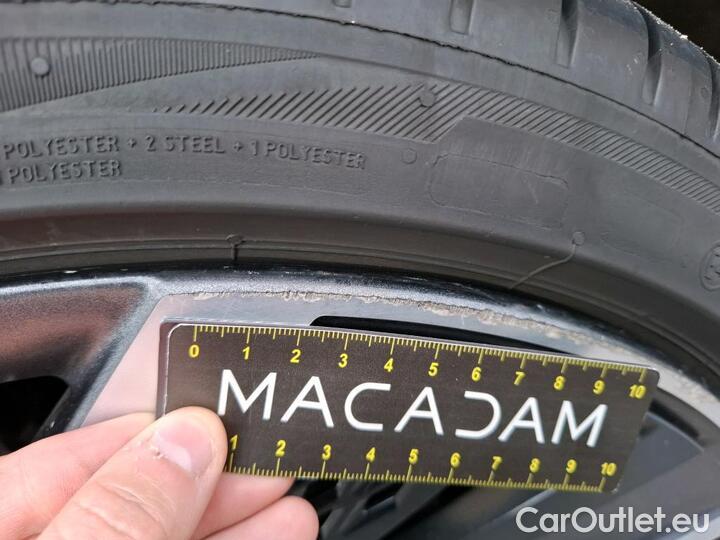 POLYESTER + 2 STEEL + 1 POLYESTER
POLYESTER
0 1 2 3 4 5 6 7 8 9 10
MACADAM
1 2 3 4 5 6 7 8 9 10
CarOutlet.eu